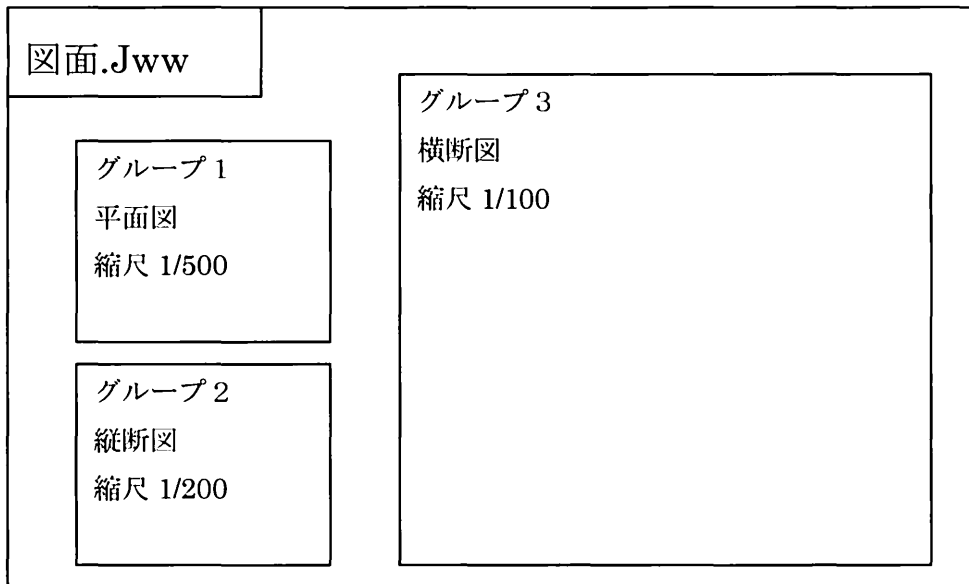 図面.Jww
グループ1
平面図
縮尺 1/500
グループ2
縦断図
縮尺 1/200
グループ3
横断図
縮尺 1/100